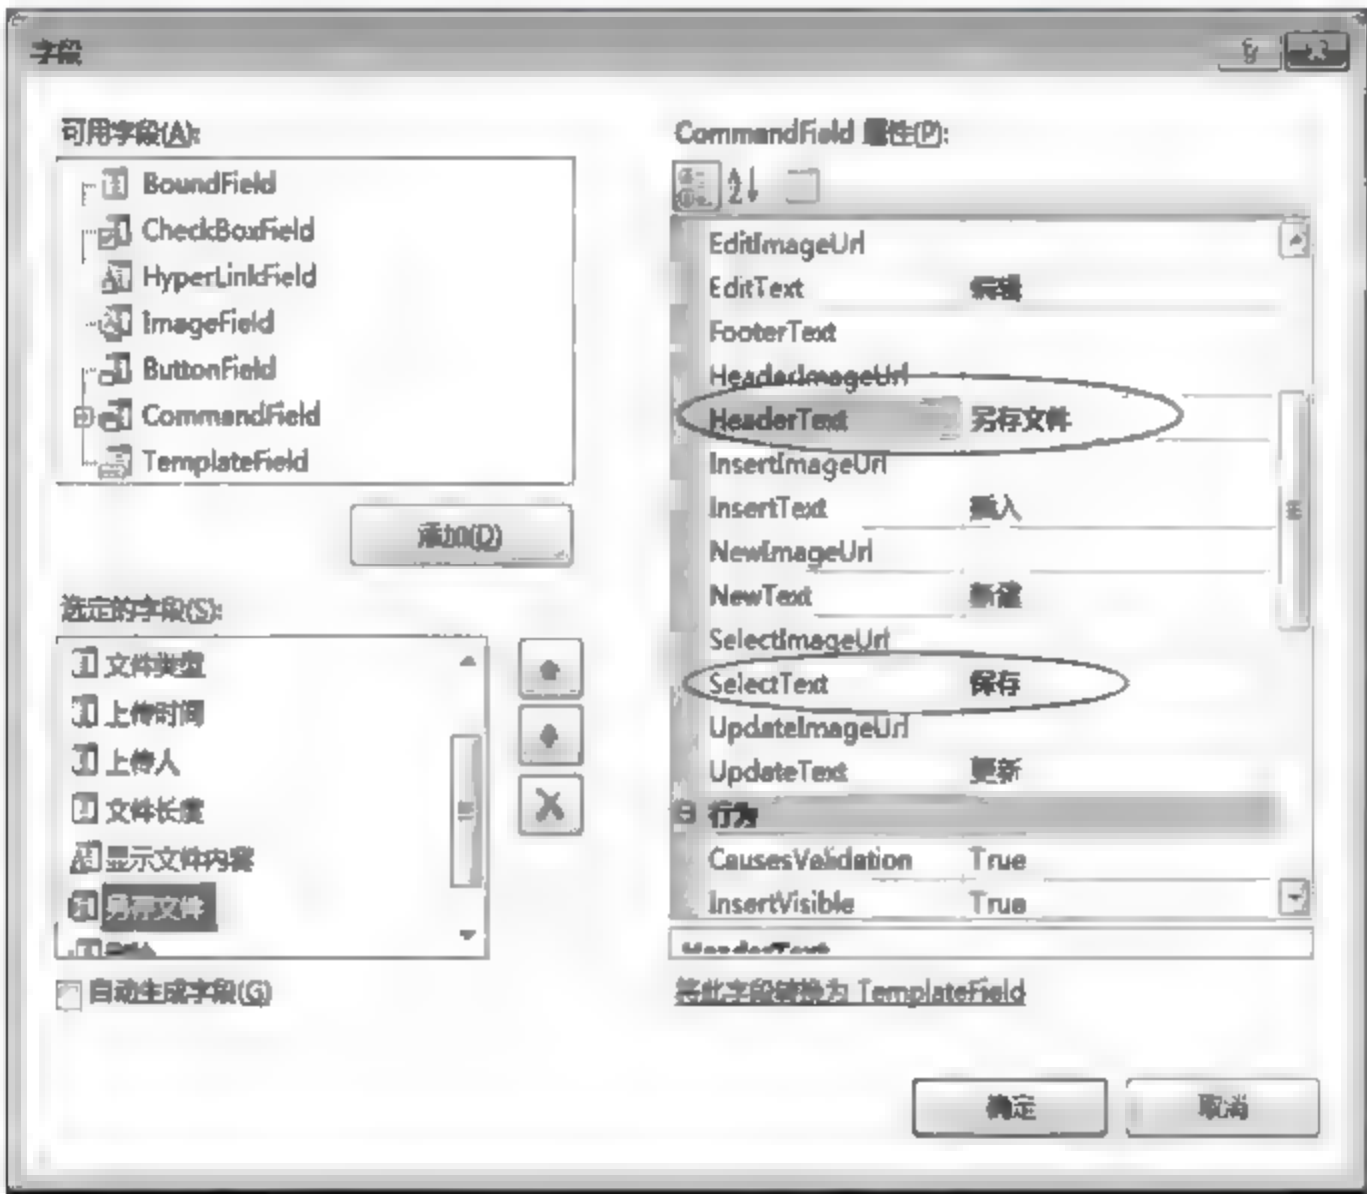 字段
可用字段(A):
BoundField
CheckBoxField
HyperLinkField
ImageField
ButtonField
CommandField
TemplateField
添加(D)
选定的字段(S):
文件类型
上传时间
上传人
文件长度
显示文件内容
另存文件
自动生成字段(G)
CommandField 属性(P):
EditImageUrl
EditText 编辑
FooterText
HeaderImageUrl
HeaderText 另存文件
InsertImageUrl
InsertText 插入
NewImageUrl
NewText 新建
SelectImageUrl
SelectText 保存
UpdateImageUrl
UpdateText 更新
行为
CausesValidation True
InsertVisible True
HeaderText
将此字段转换为 TemplateField
确定
取消